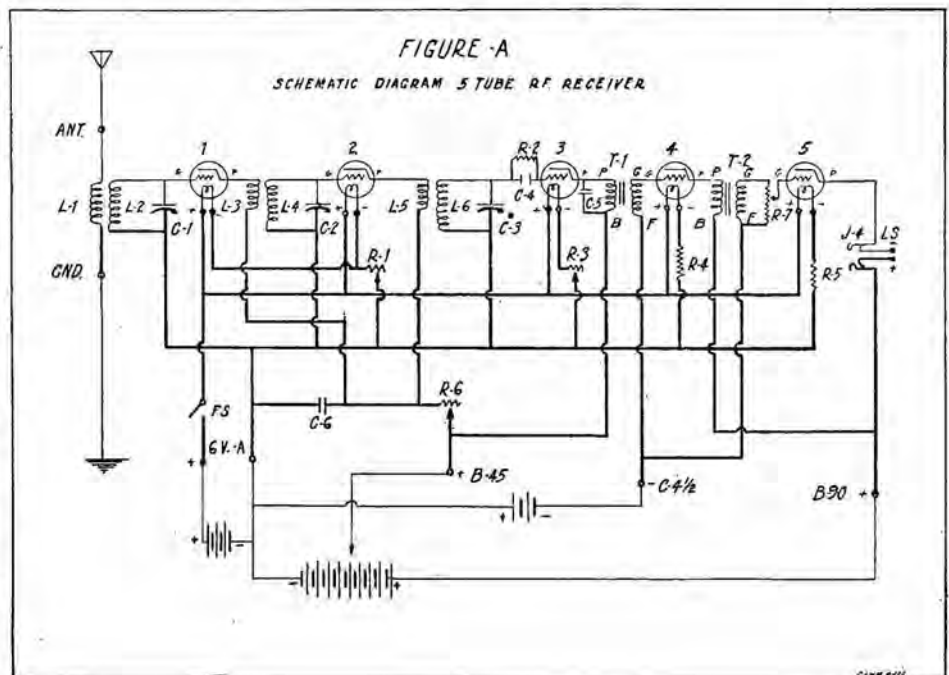 FIGURE-A
SCHEMATIC DIAGRAM 5 TUBE RF. RECEIVER
ANT.
GND.
L-1
L-2
C-1
1
G
P
+
-
L-3
L-4
C-2
2
G
P
+
-
R-1
L-5
L-6
C-3
R-2
C-4
3
P
+
-
C-5
R-3
T-1
P
B
G
F
4
P
+
-
R-4
T-2
P
B
G
F
R-7
5
G
P
+
-
R-5
J-4
LS
+
FS
6V.-A
+
C-6
R-6
+ B-45
- C-4½
B-90 +
+ -
+ -
- +